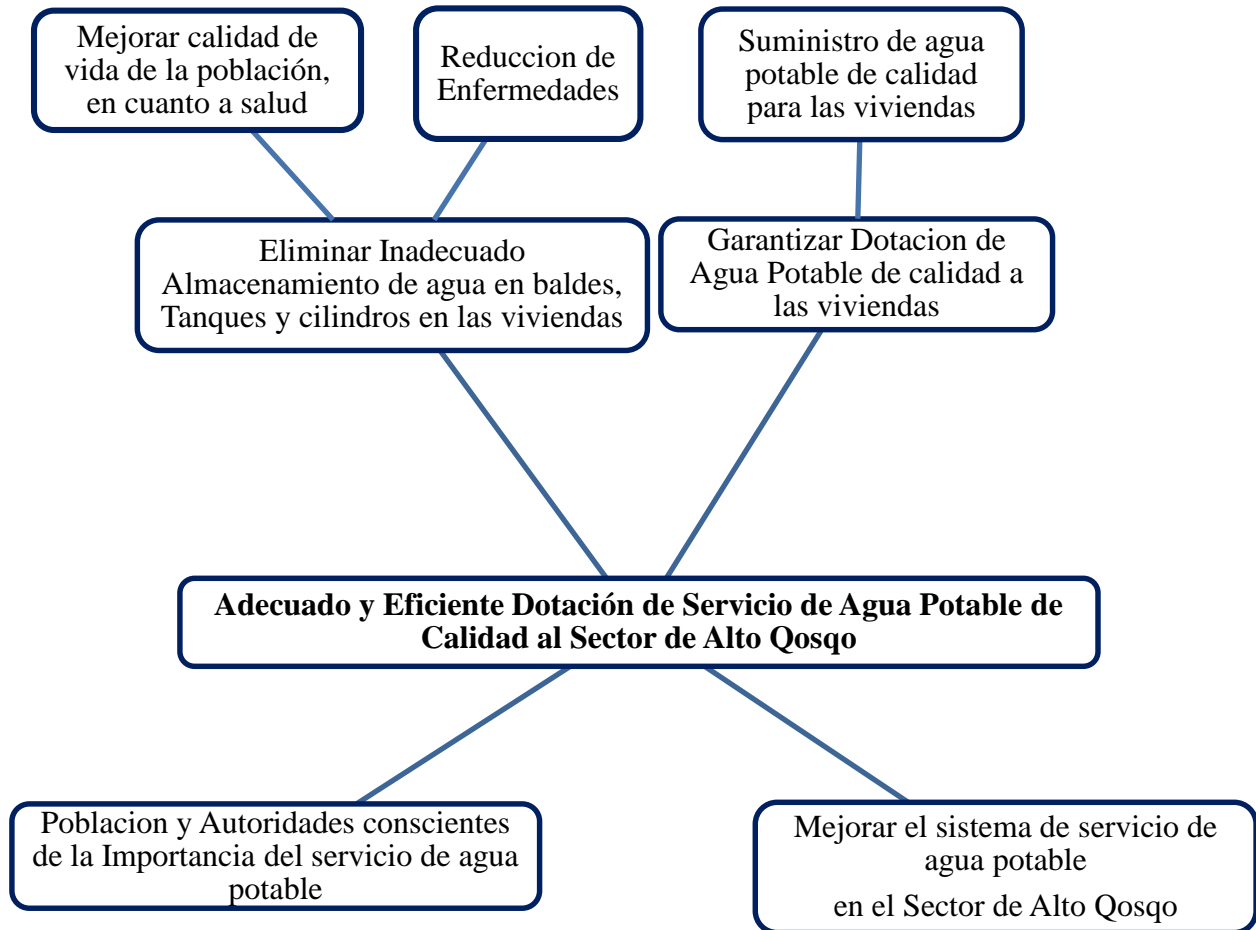 Mejorar calidad de
vida de la población,
en cuanto a salud
Reduccion de
Enfermedades
Suministro de agua
potable de calidad
para las viviendas
Eliminar Inadecuado
Almacenamiento de agua en baldes,
Tanques y cilindros en las viviendas
Garantizar Dotacion de
Agua Potable de calidad a
las viviendas
Adecuado y Eficiente Dotación de Servicio de Agua Potable de
Calidad al Sector de Alto Qosqo
Poblacion y Autoridades conscientes
de la Importancia del servicio de agua
potable
Mejorar el sistema de servicio de
agua potable
en el Sector de Alto Qosqo